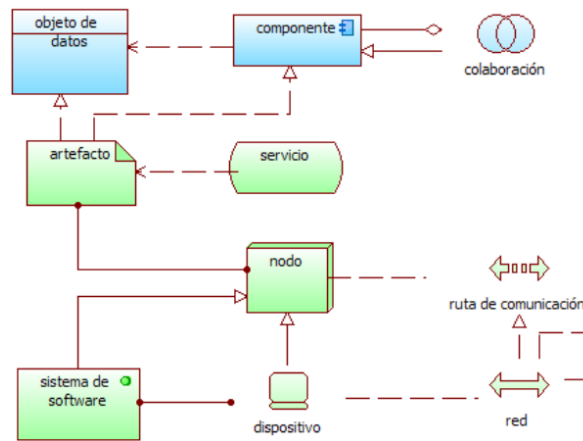 objeto de
datos
componente
colaboración
artefacto
servicio
nodo
ruta de comunicación
sistema de
software
dispositivo
red